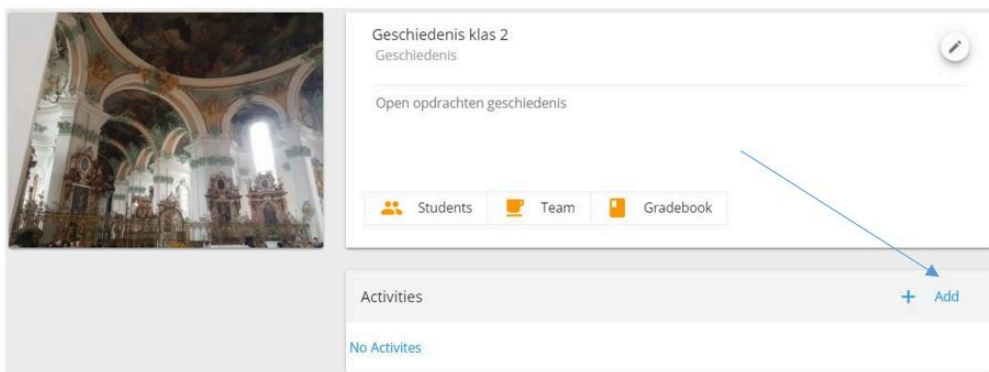 Geschiedenis klas 2
Geschiedenis
Open opdrachten geschiedenis
Students Team Gradebook
Activities + Add
No Activites